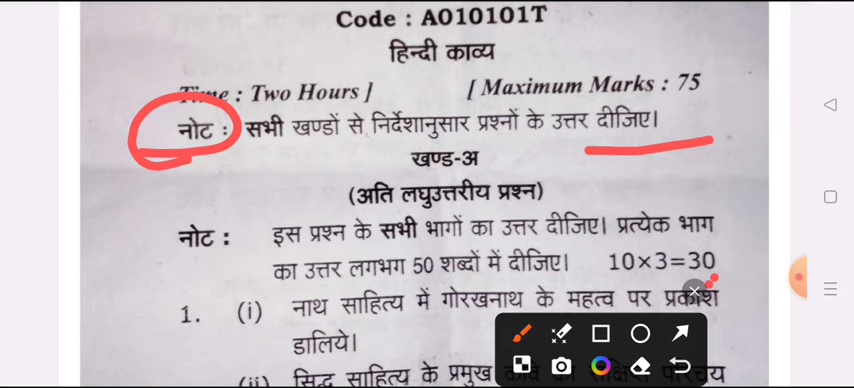 Code : A010101T
हिन्दी काव्य
Time : Two Hours ] [ Maximum Marks : 75
नोट : सभी खण्डों से निर्देशानुसार प्रश्नों के उत्तर दीजिए।
खण्ड-अ
(अति लघुउत्तरीय प्रश्न)
नोट : इस प्रश्न के सभी भागों का उत्तर दीजिए। प्रत्येक भाग
का उत्तर लगभग 50 शब्दों में दीजिए। 10×3=30
1. (i) नाथ साहित्य में गोरखनाथ के महत्व पर प्रकाश
डालिये।
(ii) सिद्ध साहित्य के प्रमुख